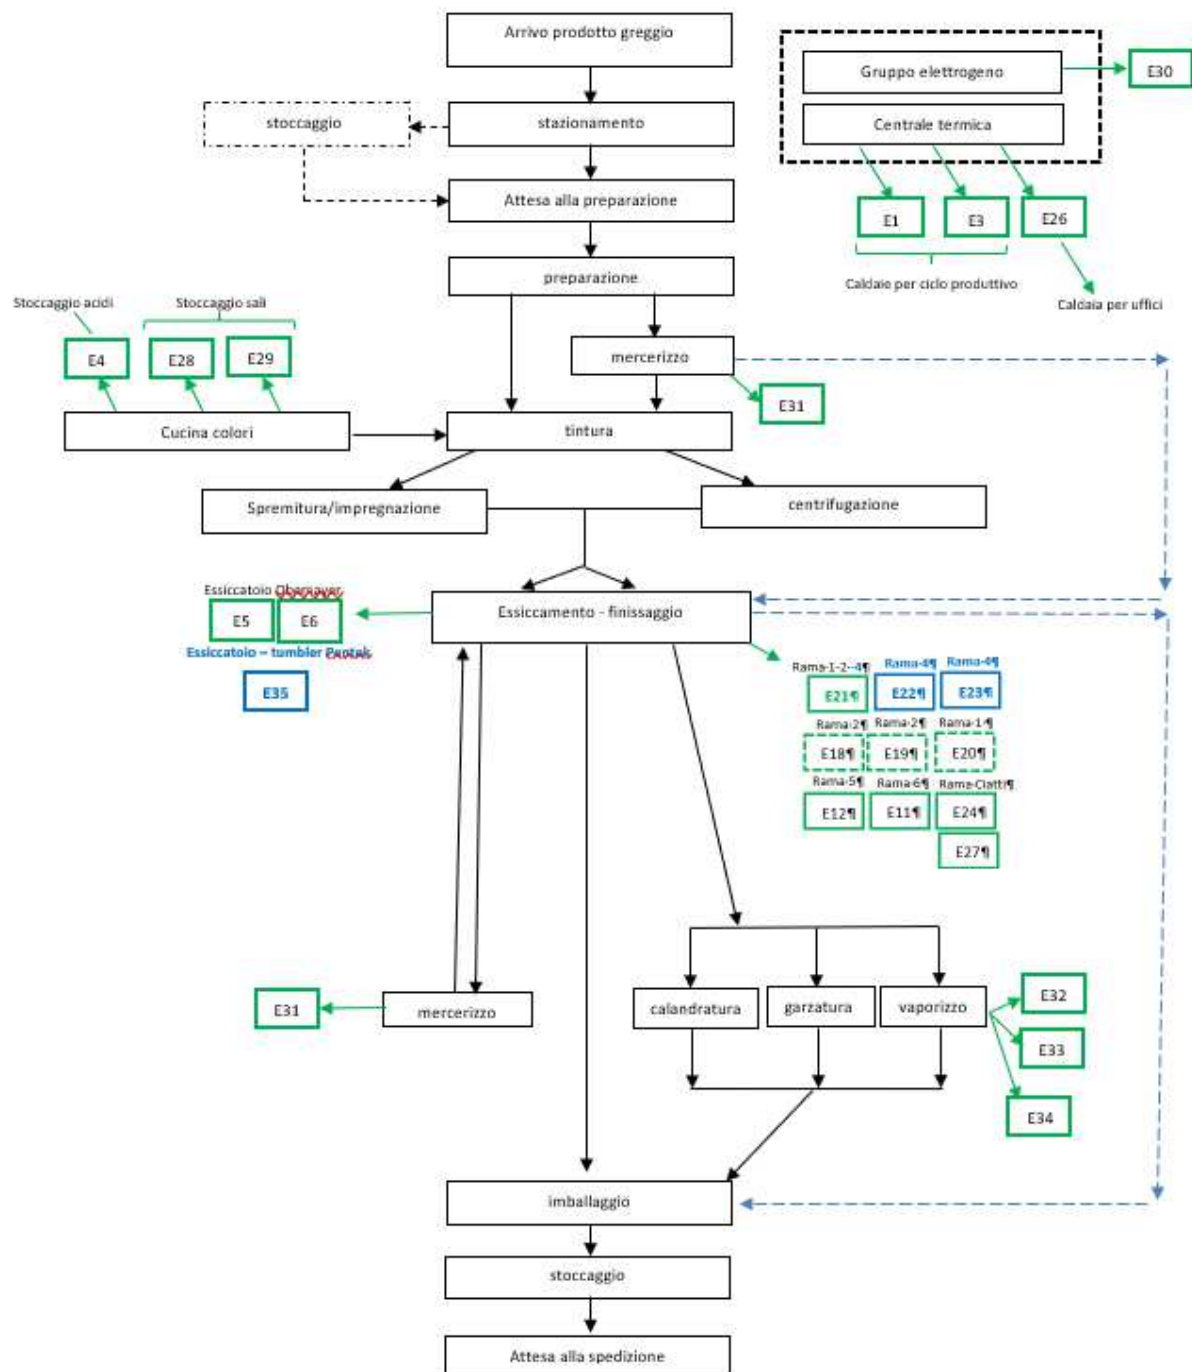 Arrivo prodotto greggio
Gruppo elettrogeno
E30
stoccaggio
stazionamento
Centrale termica
Attesa alla preparazione
E1
E3
E26
preparazione
Caldaie per ciclo produttivo
Caldaia per uffici
Stoccaggio acidi
Stoccaggio sali
E4
E28
E29
mercerizzo
E31
Cucina colori
tintura
Spremitura/impregnazione
centrifugazione
Essiccatoio
E5
E6
Essiccamento - finissaggio
Essiccatoio – tumbler
E35
Rama-1-2--4¶
Rama-4¶
Rama-4¶
E21¶
E22¶
E23¶
Rama-2¶
Rama-2¶
Rama-1-¶
E18¶
E19¶
E20¶
Rama-5¶
Rama-6¶
Rama-Ciatti¶
E12¶
E11¶
E24¶
E27¶
E31
mercerizzo
calandratura
garzatura
vaporizzo
E32
E33
E34
imballaggio
stoccaggio
Attesa alla spedizione